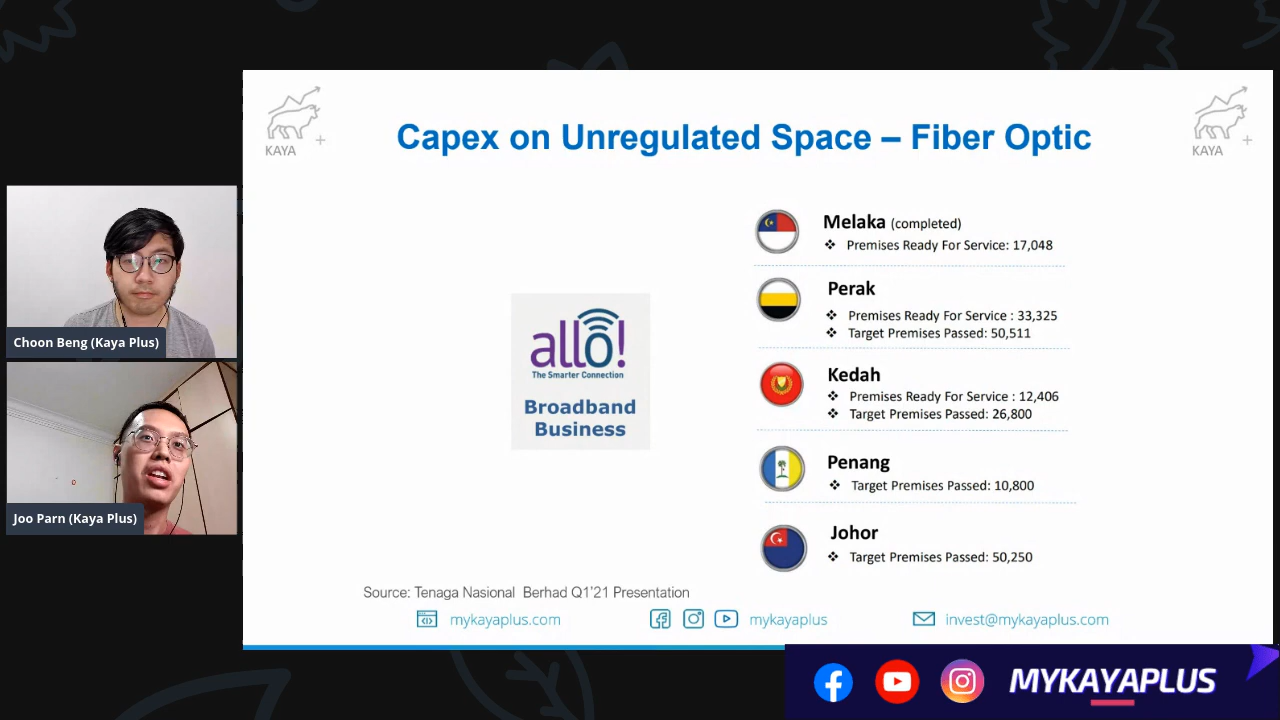 KAYA
Capex on Unregulated Space – Fiber Optic
KAYA
Choon Beng (Kaya Plus)
Joo Parn (Kaya Plus)
allo!
The Smarter Connection
Broadband
Business
Melaka (completed)
❖ Premises Ready For Service: 17,048
Perak
❖ Premises Ready For Service : 33,325
❖ Target Premises Passed: 50,511
Kedah
❖ Premises Ready For Service : 12,406
❖ Target Premises Passed: 26,800
Penang
❖ Target Premises Passed: 10,800
Johor
❖ Target Premises Passed: 50,250
Source: Tenaga Nasional Berhad Q1'21 Presentation
mykayaplus.com
mykayaplus
invest@mykayaplus.com
MYKAYAPLUS